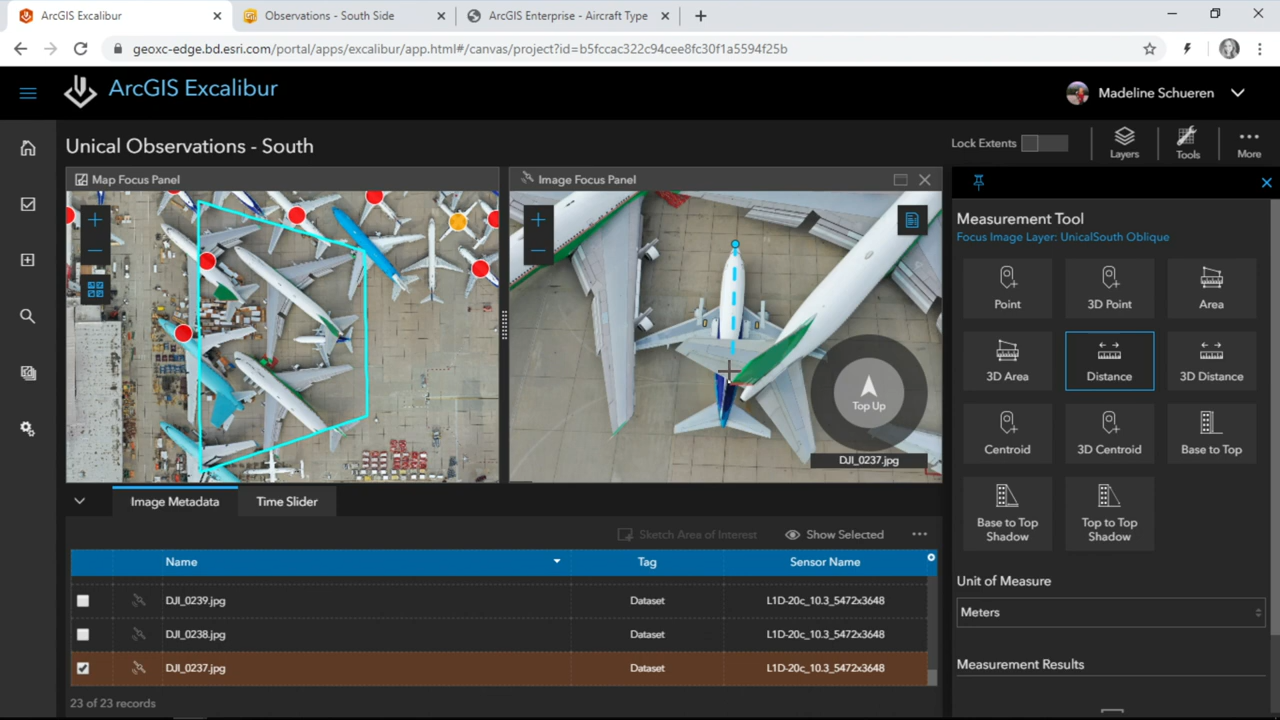 ArcGIS Excalibur
Observations - South Side
ArcGIS Enterprise - Aircraft Type
geoxc-edge.bd.esri.com/portal/apps/excalibur/app.html#/canvas/project?id=b5fccac322c94cee8fc30f1a5594f25b
ArcGIS Excalibur
Madeline Schueren
Unical Observations - South
Lock Extents
Layers
Tools
More
Map Focus Panel
Image Focus Panel
Top Up
DJI_0237.jpg
Measurement Tool
Focus Image Layer: UnicalSouth Oblique
Point
3D Point
Area
3D Area
Distance
3D Distance
Centroid
3D Centroid
Base to Top
Base to Top
Shadow
Top to Top
Shadow
Unit of Measure
Meters
Measurement Results
Image Metadata
Time Slider
Sketch Area of Interest
Show Selected
Name Tag Sensor Name
DJI_0239.jpg Dataset L1D-20c_10.3_5472x3648
DJI_0238.jpg Dataset L1D-20c_10.3_5472x3648
DJI_0237.jpg Dataset L1D-20c_10.3_5472x3648
23 of 23 records